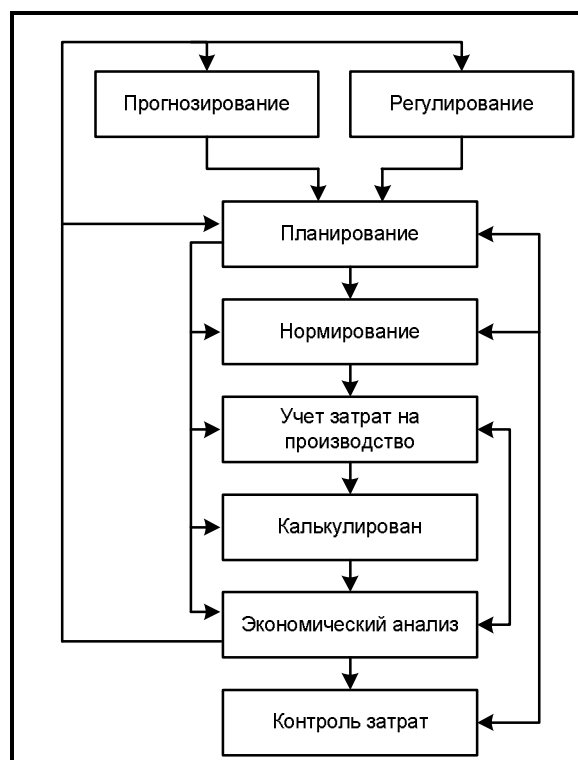 Прогнозирование
Регулирование
Планирование
Нормирование
Учет затрат на
производство
Калькулирован
Экономический анализ
Контроль затрат